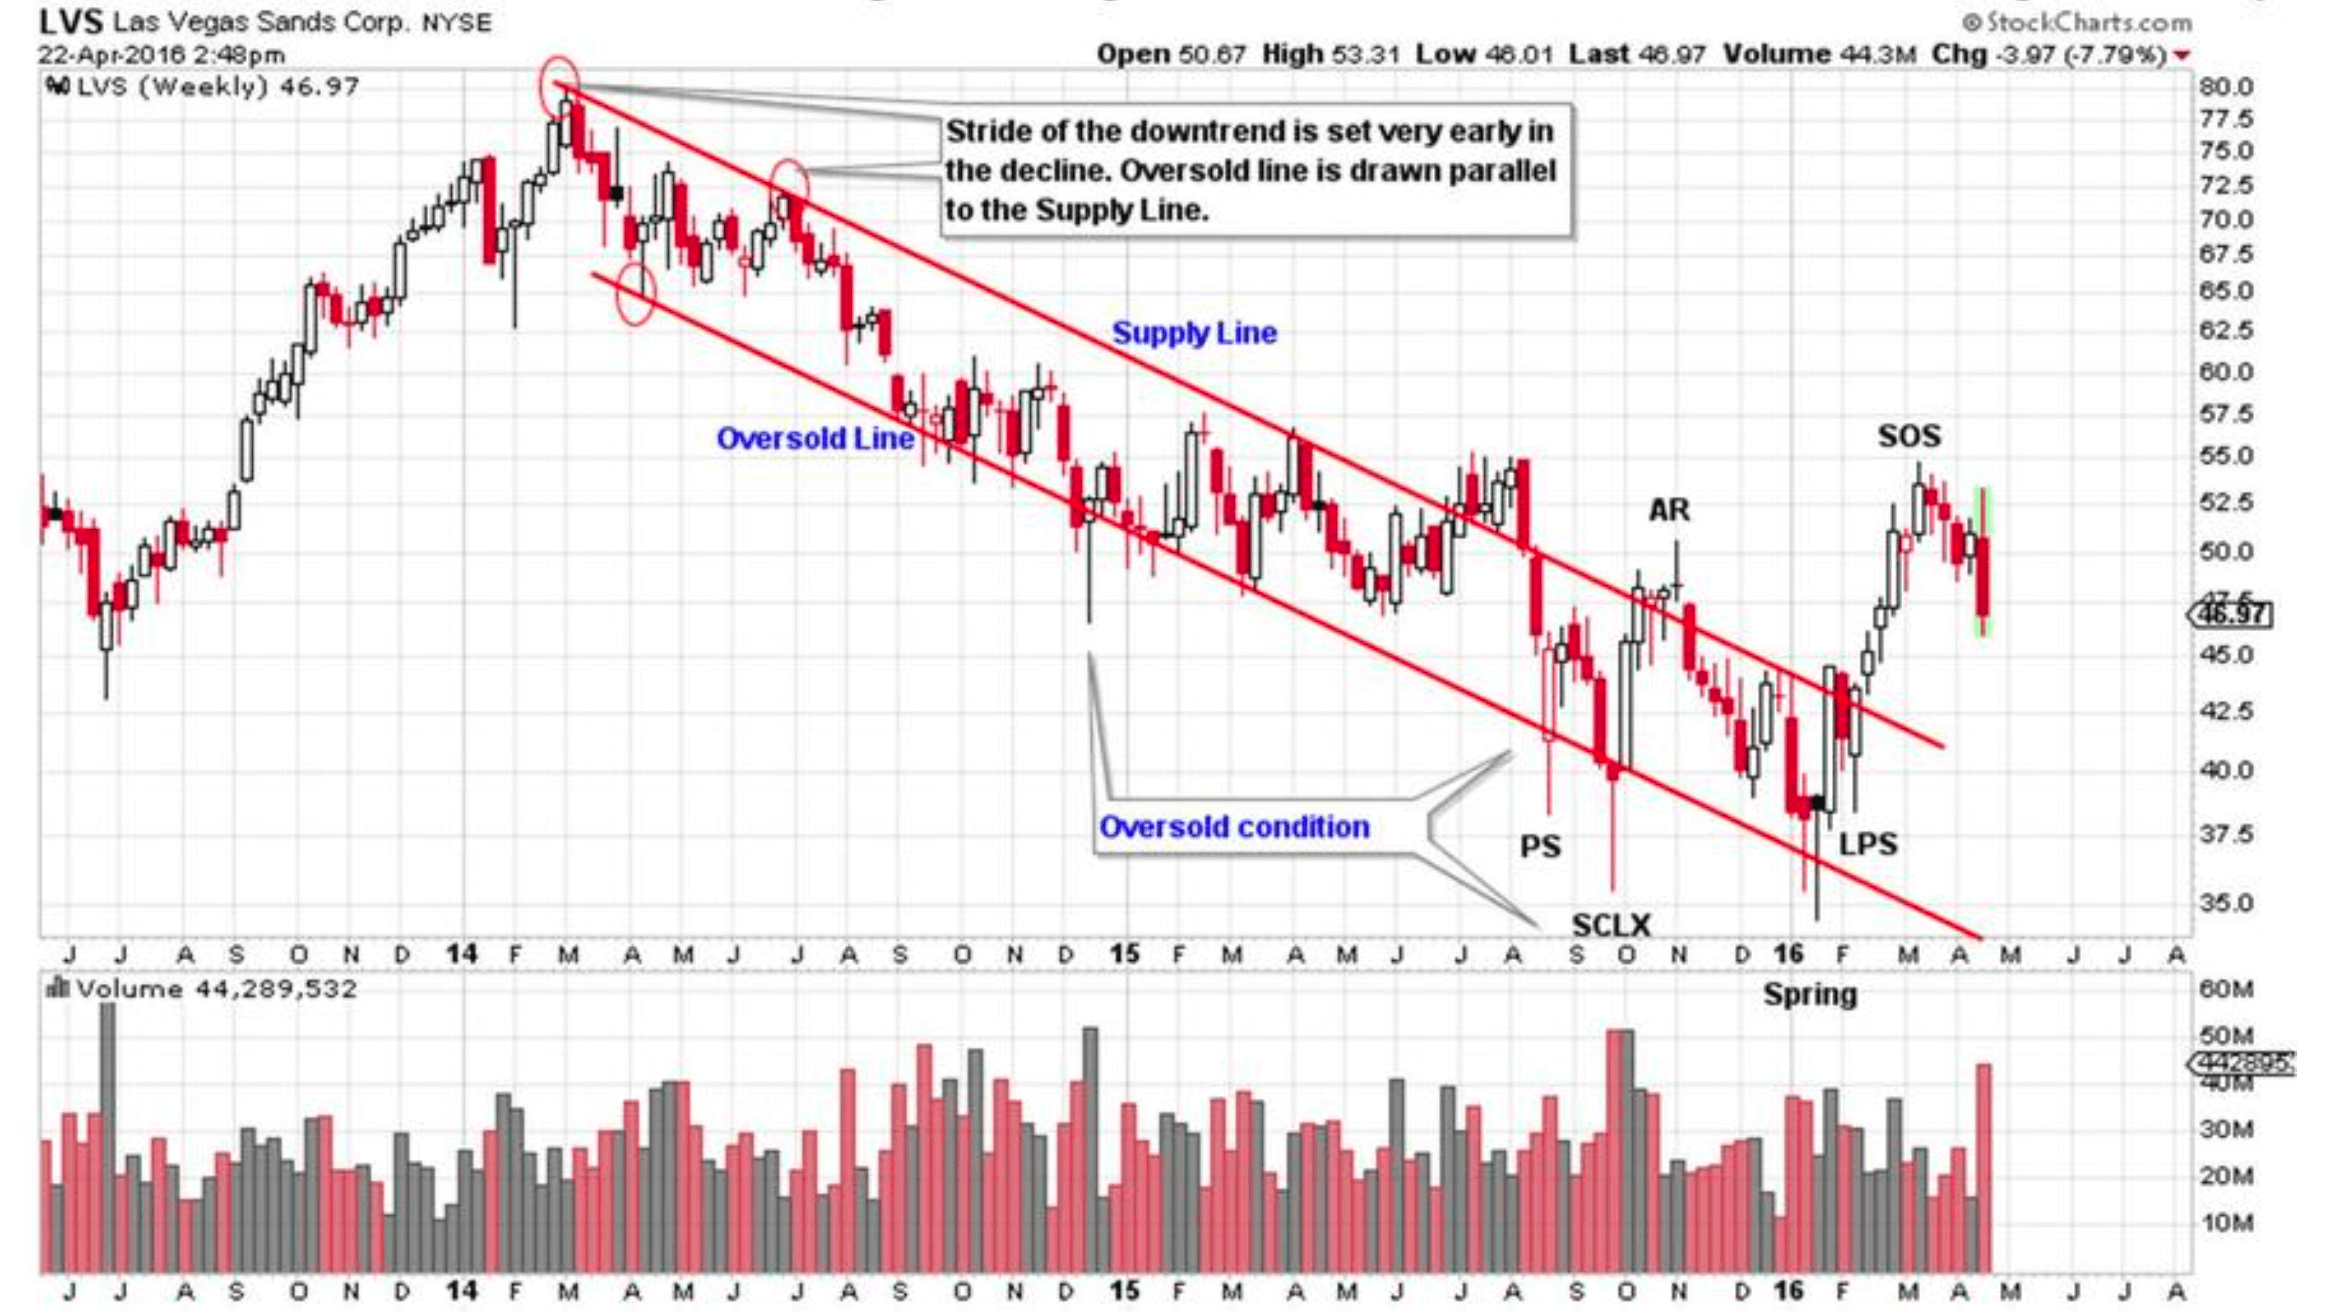 LVS Las Vegas Sands Corp. NYSE
© StockCharts.com
22-Apr-2016 2:48pm
Open 50.67 High 53.31 Low 46.01 Last 46.97 Volume 44.3M Chg -3.97 (-7.79%)
LVS (Weekly) 46.97
Stride of the downtrend is set very early in
the decline. Oversold line is drawn parallel
to the Supply Line.
Supply Line
Oversold Line
SOS
AR
Oversold condition
PS
LPS
SCLX
80.0
77.5
75.0
72.5
70.0
67.5
65.0
62.5
60.0
57.5
55.0
52.5
50.0
47.5
46.97
45.0
42.5
40.0
37.5
35.0
J J A S O N D 14 F M A M J J A S O N D 15 F M A M J J A S O N D 16 F M A M J J A
Volume 44,289,532
Spring
60M
50M
442895
40M
30M
20M
10M
J J A S O N D 14 F M A M J J A S O N D 15 F M A M J J A S O N D 16 F M A M J J A